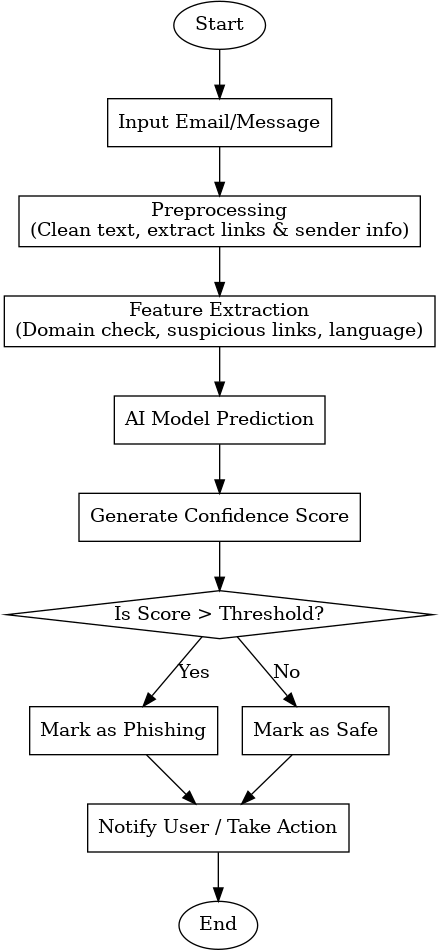 Start
Input Email/Message
Preprocessing
(Clean text, extract links & sender info)
Feature Extraction
(Domain check, suspicious links, language)
AI Model Prediction
Generate Confidence Score
Is Score > Threshold?
Yes
No
Mark as Phishing
Mark as Safe
Notify User / Take Action
End